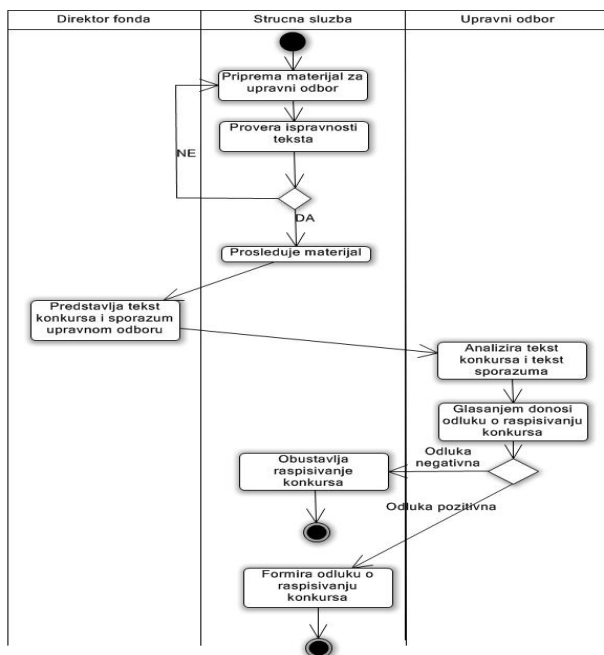 Direktor fonda
Strucna sluzba
Upravni odbor
Priprema materijal za
upravni odbor
Provera ispravnosti
teksta
NE
DA
Prosleduje materijal
Predstavlja tekst
konkursa i sporazum
upravnom odboru
Analizira tekst
konkursa i tekst
sporazuma
Glasanjem donosi
odluku o raspisivanju
konkursa
Odluka
negativna
Obustavlja
raspisivanje
konkursa
Odluka pozitivna
Formira odluku o
raspisivanju
konkursa